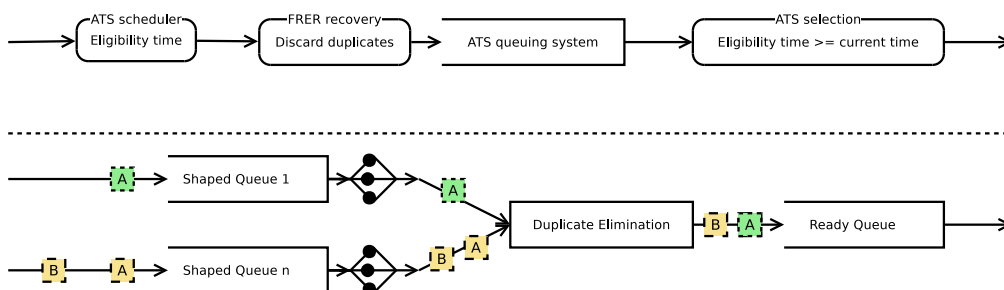 ATS scheduler
Eligibility time
FRER recovery
Discard duplicates
ATS queuing system
ATS selection
Eligibility time >= current time
A
Shaped Queue 1
A
Duplicate Elimination
B
A
Ready Queue
B
A
Shaped Queue n
B
A